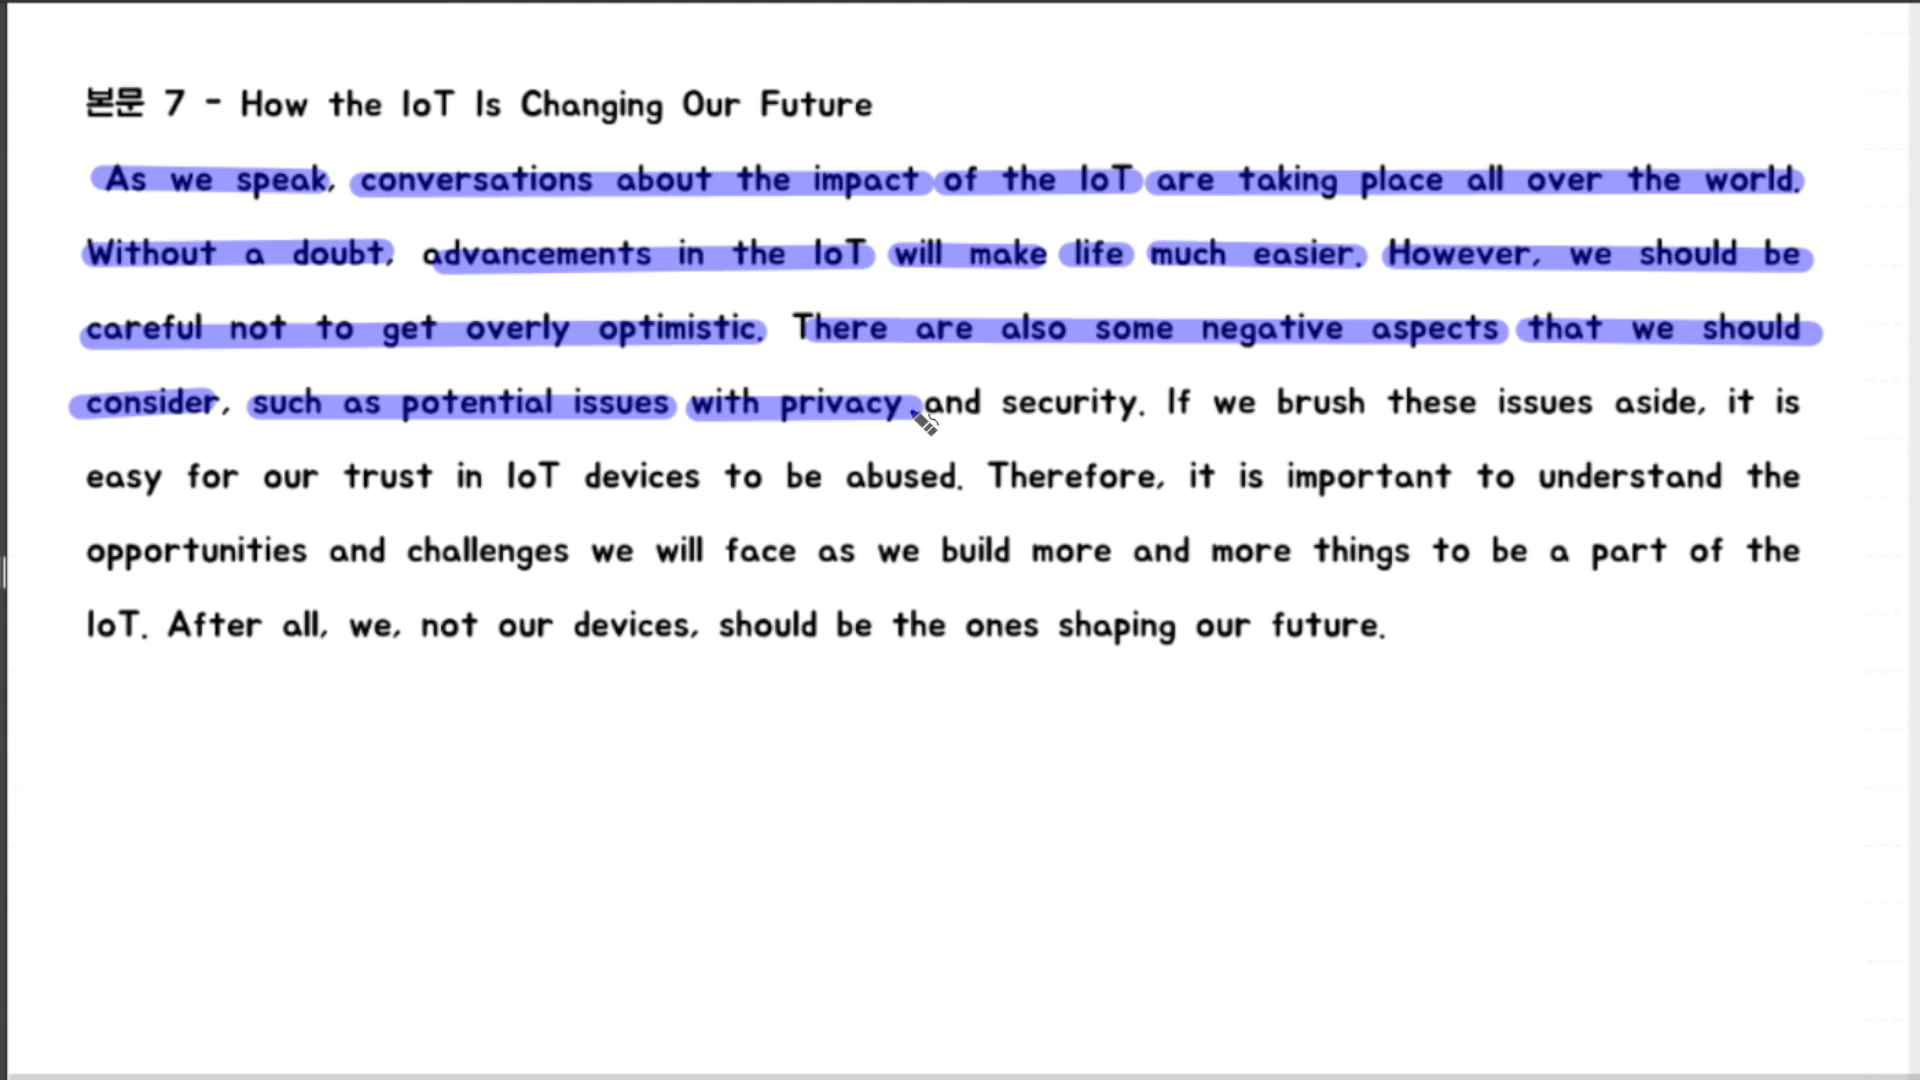 본문 7 - How the IoT Is Changing Our Future
As we speak, conversations about the impact of the IoT are taking place all over the world.
Without a doubt, advancements in the IoT will make life much easier. However, we should be
careful not to get overly optimistic. There are also some negative aspects that we should
consider, such as potential issues with privacy and security. If we brush these issues aside, it is
easy for our trust in IoT devices to be abused. Therefore, it is important to understand the
opportunities and challenges we will face as we build more and more things to be a part of the
IoT. After all, we, not our devices, should be the ones shaping our future.